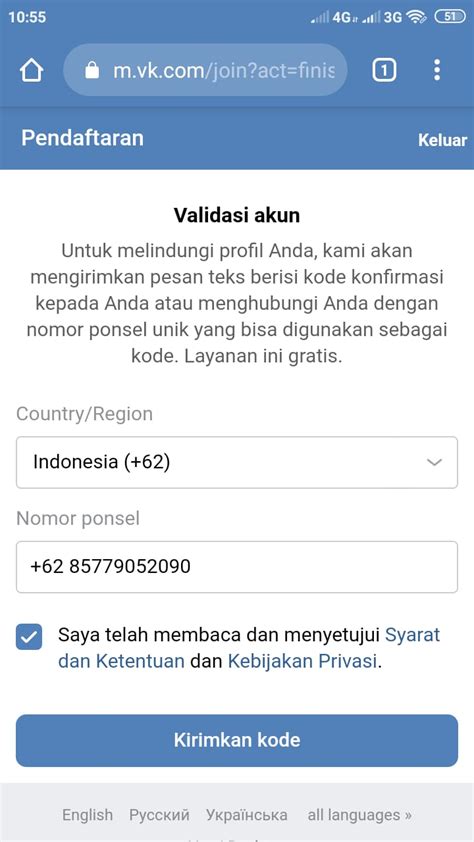 10:55
4G
3G
51
m.vk.com/join?act=finis
1
Pendaftaran
Keluar
Validasi akun
Untuk melindungi profil Anda, kami akan
mengirimkan pesan teks berisi kode konfirmasi
kepada Anda atau menghubungi Anda dengan
nomor ponsel unik yang bisa digunakan sebagai
kode. Layanan ini gratis.
Country/Region
Indonesia (+62)
Nomor ponsel
+62 85779052090
Saya telah membaca dan menyetujui Syarat
dan Ketentuan dan Kebijakan Privasi.
Kirimkan kode
English Русский Українська all languages »